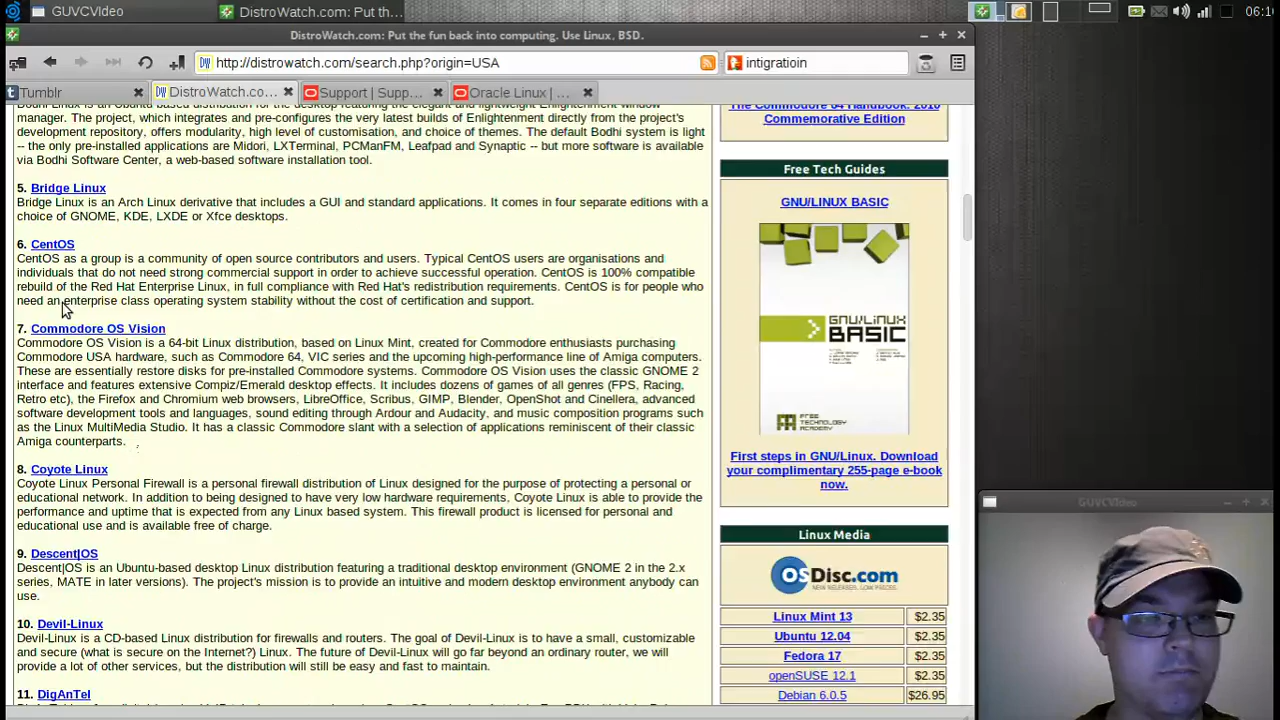 GUVCVIdeo
DistroWatch.com: Put th...
DistroWatch.com: Put the fun back into computing. Use Linux, BSD.
http://distrowatch.com/search.php?origin=USA
intigratioin
Tumblr
DistroWatch.co...
Support | Supp...
Oracle Linux | ...
Bodhi Linux is an Ubuntu-based distribution for the desktop featuring the elegant and lightweight Enlightenment window
manager. The project, which integrates and pre-configures the very latest builds of Enlightenment directly from the project's
development repository, offers modularity, high level of customisation, and choice of themes. The default Bodhi system is light
-- the only pre-installed applications are Midori, LXTerminal, PCManFM, Leafpad and Synaptic -- but more software is available
via Bodhi Software Center, a web-based software installation tool.
5. Bridge Linux
Bridge Linux is an Arch Linux derivative that includes a GUI and standard applications. It comes in four separate editions with a
choice of GNOME, KDE, LXDE or Xfce desktops.
6. CentOS
CentOS as a group is a community of open source contributors and users. Typical CentOS users are organisations and
individuals that do not need strong commercial support in order to achieve successful operation. CentOS is 100% compatible
rebuild of the Red Hat Enterprise Linux, in full compliance with Red Hat's redistribution requirements. CentOS is for people who
need an enterprise class operating system stability without the cost of certification and support.
7. Commodore OS Vision
Commodore OS Vision is a 64-bit Linux distribution, based on Linux Mint, created for Commodore enthusiasts purchasing
Commodore USA hardware, such as Commodore 64, VIC series and the upcoming high-performance line of Amiga computers.
These are essentially restore disks for pre-installed Commodore systems. Commodore OS Vision uses the classic GNOME 2
interface and features extensive Compiz/Emerald desktop effects. It includes dozens of games of all genres (FPS, Racing,
Retro etc), the Firefox and Chromium web browsers, LibreOffice, Scribus, GIMP, Blender, OpenShot and Cinellera, advanced
software development tools and languages, sound editing through Ardour and Audacity, and music composition programs such
as the Linux MultiMedia Studio. It has a classic Commodore slant with a selection of applications reminiscent of their classic
Amiga counterparts.
8. Coyote Linux
Coyote Linux Personal Firewall is a personal firewall distribution of Linux designed for the purpose of protecting a personal or
educational network. In addition to being designed to have very low hardware requirements, Coyote Linux is able to provide the
performance and uptime that is expected from any Linux based system. This firewall product is licensed for personal and
educational use and is available free of charge.
9. Descent|OS
Descent|OS is an Ubuntu-based desktop Linux distribution featuring a traditional desktop environment (GNOME 2 in the 2.x
series, MATE in later versions). The project's mission is to provide an intuitive and modern desktop environment anybody can
use.
10. Devil-Linux
Devil-Linux is a CD-based Linux distribution for firewalls and routers. The goal of Devil-Linux is to have a small, customizable
and secure (what is secure on the Internet?) Linux. The future of Devil-Linux will go far beyond an ordinary router, we will
provide a lot of other services, but the distribution will still be easy and fast to maintain.
11. DigAnTel
The Commodore 64 Handbook: 2010
Commemorative Edition
Free Tech Guides
GNU/LINUX BASIC
GNU/LINUX
BASIC
FREE
TECHNOLOGY
ACADEMY
First steps in GNU/Linux. Download
your complimentary 255-page e-book
now.
Linux Media
OSDisc.com
Linux Mint 13 $2.35
Ubuntu 12.04 $2.35
Fedora 17 $2.35
openSUSE 12.1 $2.35
Debian 6.0.5 $26.95
GUVCVIdeo